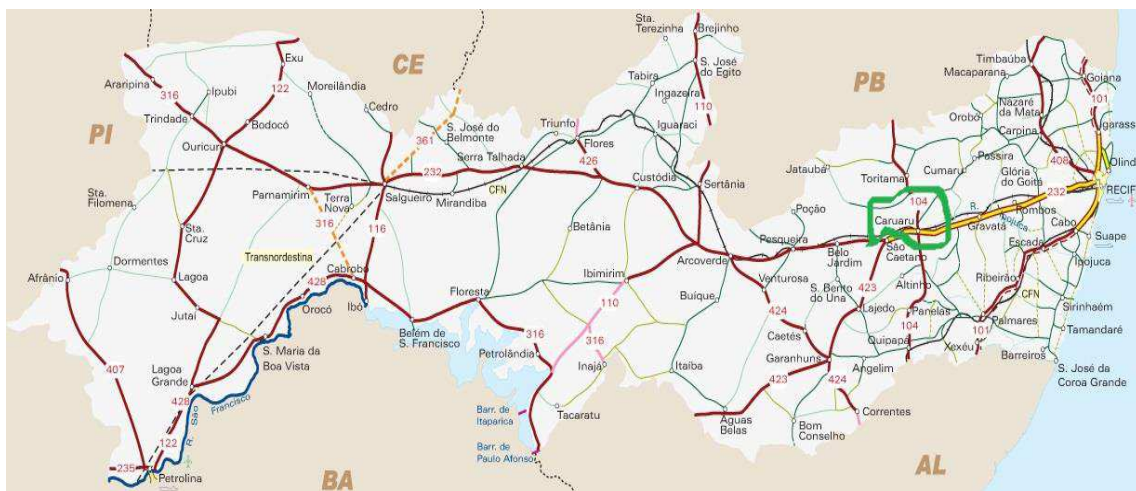 Sta.
Terezinha
Brejinho
Exu
CE
S. José
do Egito
Timbaúba
Macaparana
Goiana
Araripina
316
Ipubi
122
Moreilândia
Tabira
Ingazeira
110
PB
101
Trindade
Cedro
Nazaré
da Mata
Bodocó
PI
361
S. José do
Belmonte
Triunfo
Iguaraci
Orobó
Carpina
Igarass
Ouricuri
Flores
Serra Talhada
426
Passira
408
Olind
Jataubá
Cumaru
Glória
do Goitá
Toritama
232
Custódia
Sertânia
232
RECIF
Parnamirim
Salgueiro
CFN
Mirandiba
104
Sta.
Filomena
Terra
Nova
Poção
Caruaru
R.
Ipojuca
Pombos
Gravatá
Cabo
316
116
Betânia
Sta.
Cruz
Pesqueira
São
Caetano
Escada
Suape
Transnordestina
Arcoverde
Belo
Jardim
Ipojuca
Dormentes
Cabrobó
Ibimirim
Venturosa
S. Bento
do Una
423
Altinho
Ribeirão
Afrânio
Lagoa
428
Floresta
Buíque
CFN
Sirinhaém
Orocó
Ibó
110
424
Lajedo
Panelas
Jutaí
Belém de
S. Francisco
316
316
Caetés
104
Quipapá
101
Palmares
Tamandaré
S. Maria da
Boa Vista
Petrolândia
Garanhuns
Xexéu
Barreiros
407
Lagoa
Grande
Inajá
Itaíba
Angelim
S. José da
Coroa Grande
428
R. São
Francisco
423
424
Tacaratu
Barr. de
Itaparica
Correntes
122
Águas
Belas
Bom
Conselho
235
Petrolina
BA
Barr. de
Paulo Afonso
AL